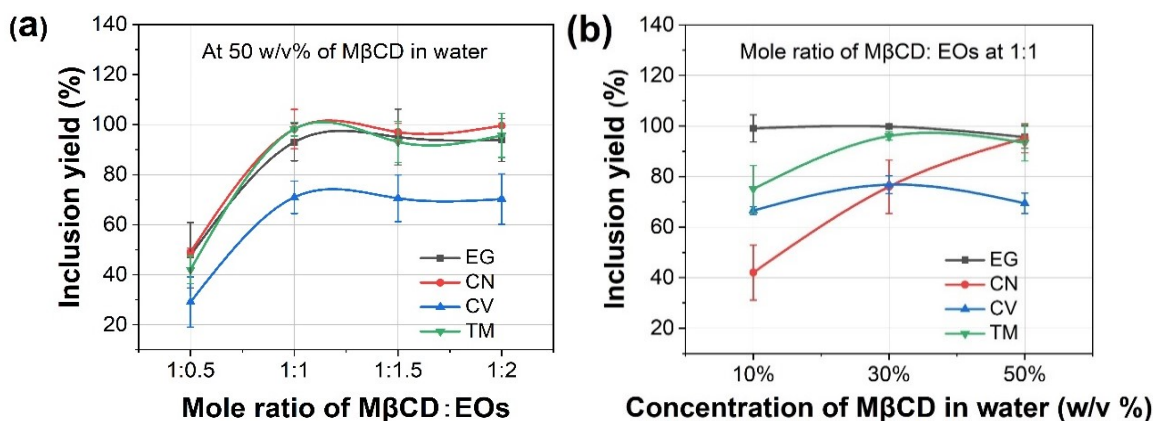 (a)
At 50 w/v% of MβCD in water
Inclusion yield (%)
140
120
100
80
60
40
20
EG
CN
CV
TM
1:0.5 1:1 1:1.5 1:2
Mole ratio of MβCD:EOs
(b)
Mole ratio of MβCD: EOs at 1:1
Inclusion yield (%)
140
120
100
80
60
40
20
EG
CN
CV
TM
10% 30% 50%
Concentration of MβCD in water (w/v %)